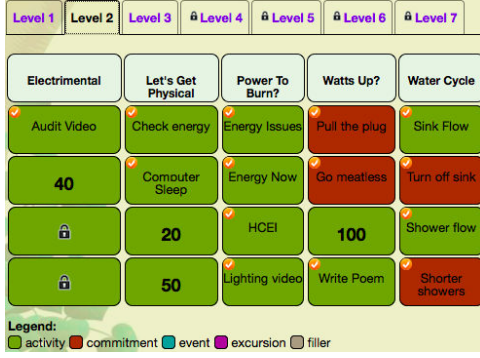 Level 1 Level 2 Level 3 Level 4 Level 5 Level 6 Level 7
Electrimental Let's Get Physical Power To Burn? Watts Up? Water Cycle
Audit Video Check energy Energy Issues Pull the plug Sink Flow
40 Comouter Sleep Energy Now Go meatless Turn off sink
20 HCEI 100 Shower flow
50 Lighting video Write Poem Shorter showers
Legend:
activity commitment event excursion filler